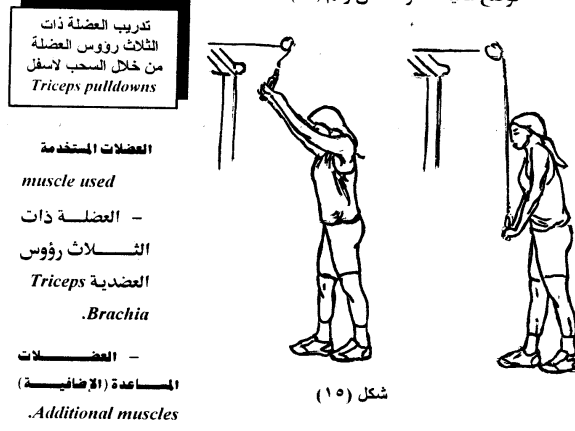 تدريب العضلة ذات
الثلاث رؤوس العضلة
من خلال السحب لاسفل
Triceps pulldowns
العضلات المستخدمة
muscle used
- العضلة ذات
الثلاث رؤوس
العضدية Triceps
Brachia.
- العضلات
المساعدة (الإضافية)
Additional muscles.
شكل (١٥)